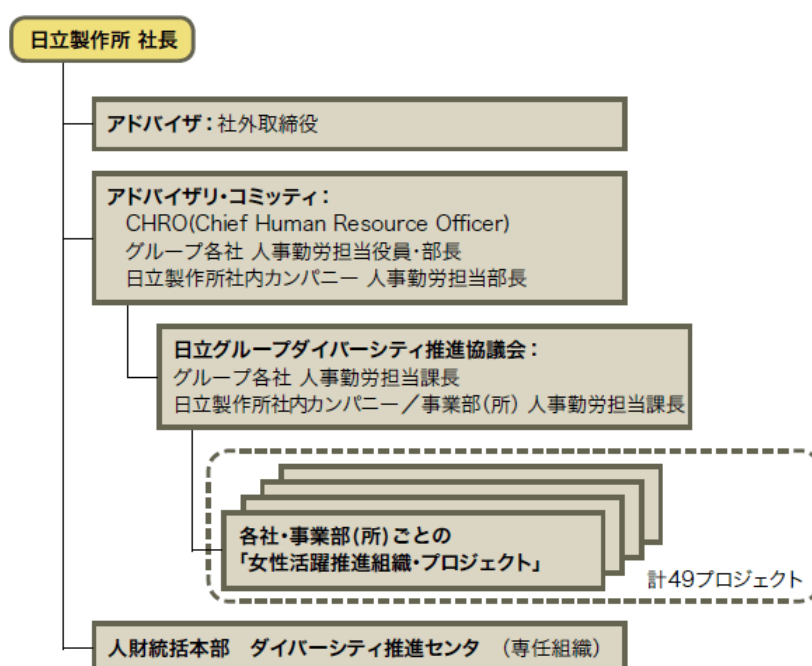 日立製作所 社長
アドバイザ：社外取締役
アドバイザリ・コミッティ：
CHRO(Chief Human Resource Officer)
グループ各社 人事勤労担当役員・部長
日立製作所社内カンパニー 人事勤労担当部長
日立グループダイバーシティ推進協議会：
グループ各社 人事勤労担当課長
日立製作所社内カンパニー／事業部(所) 人事勤労担当課長
各社・事業部(所)ごとの
「女性活躍推進組織・プロジェクト」
計49プロジェクト
人財統括本部　ダイバーシティ推進センタ　（専任組織）